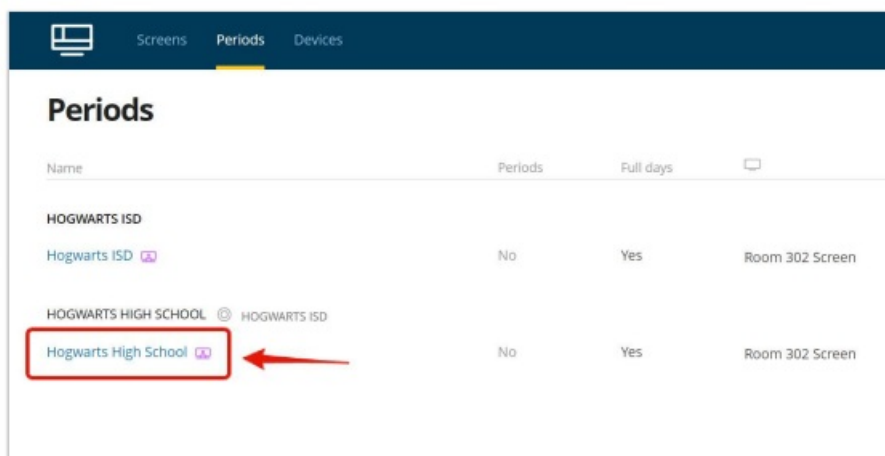 Screens Periods Devices
Periods
Name Periods Full days
HOGWARTS ISD
Hogwarts ISD No Yes Room 302 Screen
HOGWARTS HIGH SCHOOL HOGWARTS ISD
Hogwarts High School No Yes Room 302 Screen